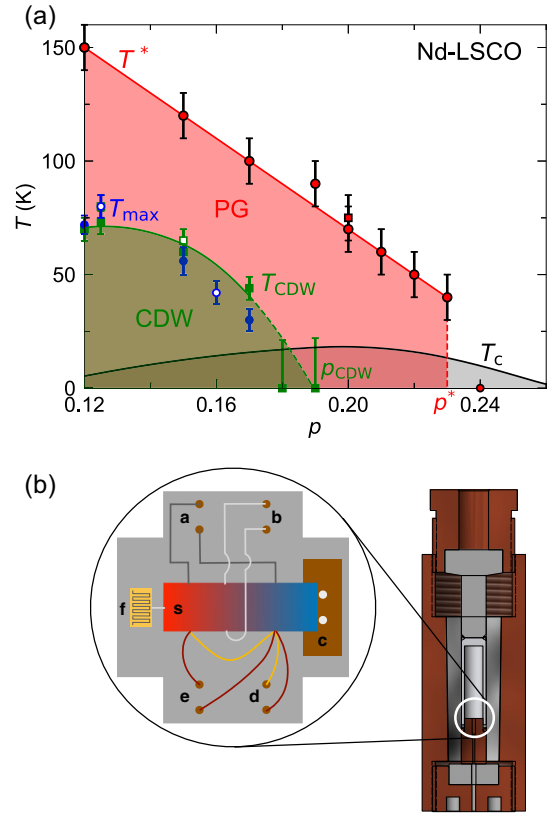 (a)
Nd-LSCO
T*
PG
T_max
T_CDW
CDW
p_CDW
T_c
p*
T (K)
150
100
50
0
0.12
0.16
0.20
0.24
p
(b)
a
b
f
s
c
e
d